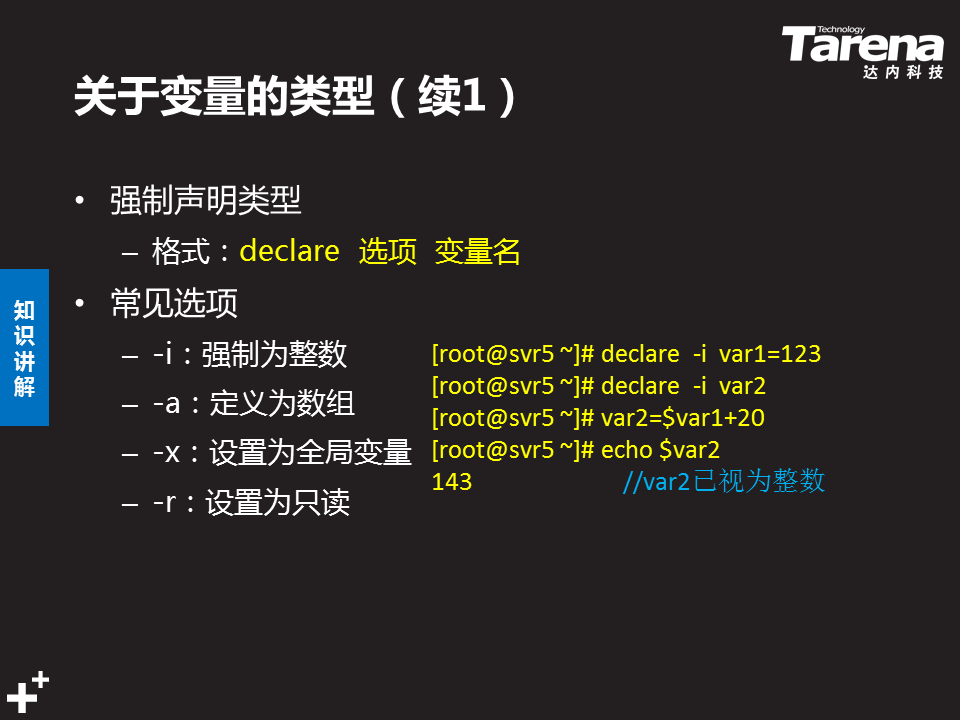 Technology
Tarena
达内科技
关于变量的类型（续1）
• 强制声明类型
– 格式：declare 选项 变量名
• 常见选项
– -i：强制为整数
– -a：定义为数组
– -x：设置为全局变量
– -r：设置为只读
[root@svr5 ~]# declare -i var1=123
[root@svr5 ~]# declare -i var2
[root@svr5 ~]# var2=$var1+20
[root@svr5 ~]# echo $var2
143 //var2已视为整数
知识讲解